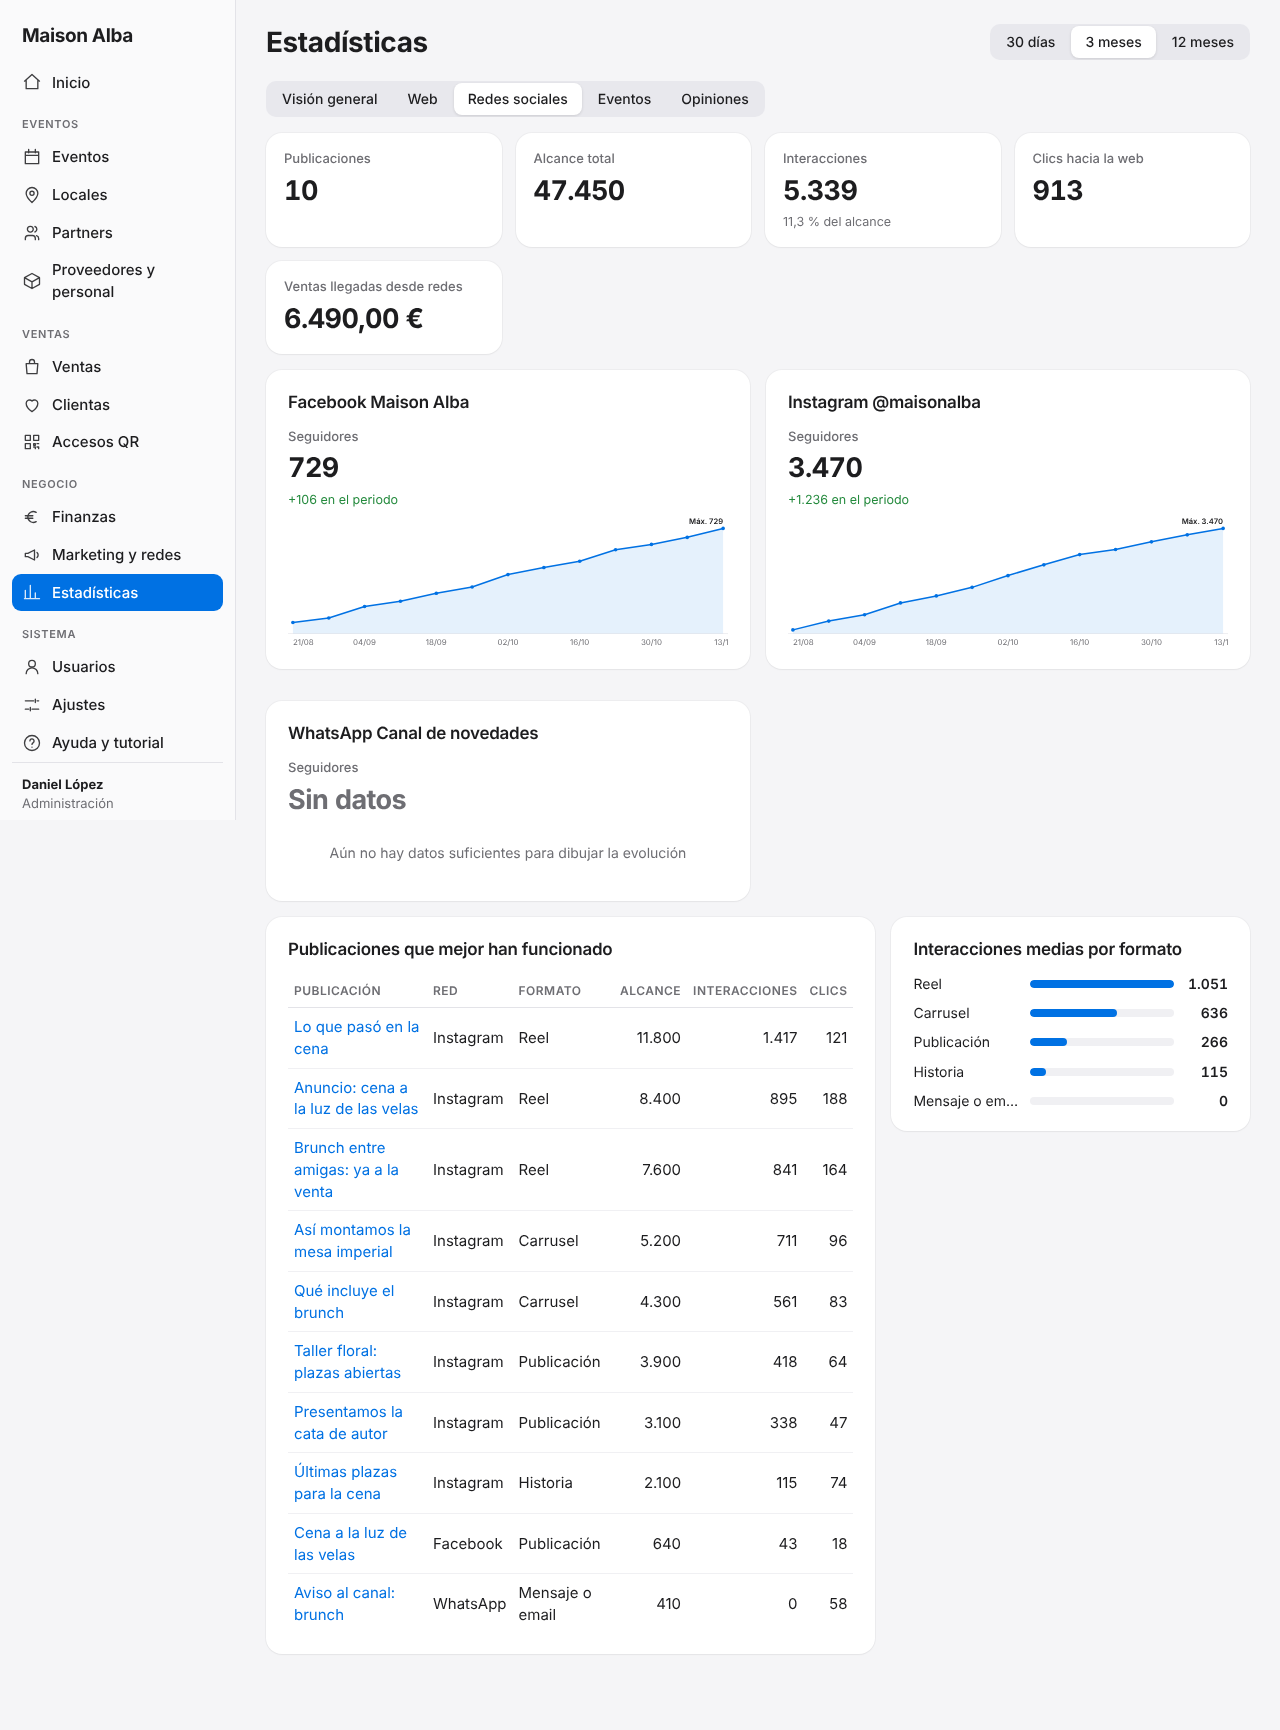 Maison Alba
Inicio
EVENTOS
Eventos
Locales
Partners
Proveedores y
personal
VENTAS
Ventas
Clientas
Accesos QR
NEGOCIO
Finanzas
Marketing y redes
Estadísticas
SISTEMA
Usuarios
Ajustes
Ayuda y tutorial
Daniel López
Administración
Estadísticas
30 días 3 meses 12 meses
Visión general Web Redes sociales Eventos Opiniones
Publicaciones
10
Alcance total
47.450
Interacciones
5.339
11,3 % del alcance
Clics hacia la web
913
Ventas llegadas desde redes
6.490,00 €
Facebook Maison Alba
Seguidores
729
+106 en el periodo
Máx. 729
21/08 04/09 18/09 02/10 16/10 30/10 13/1
Instagram @maisonalba
Seguidores
3.470
+1.236 en el periodo
Máx. 3.470
21/08 04/09 18/09 02/10 16/10 30/10 13/1
WhatsApp Canal de novedades
Seguidores
Sin datos
Aún no hay datos suficientes para dibujar la evolución
Publicaciones que mejor han funcionado
PUBLICACIÓN RED FORMATO ALCANCE INTERACCIONES CLICS
Lo que pasó en la
cena
Instagram Reel 11.800 1.417 121
Anuncio: cena a
la luz de las velas
Instagram Reel 8.400 895 188
Brunch entre
amigas: ya a la
venta
Instagram Reel 7.600 841 164
Así montamos la
mesa imperial
Instagram Carrusel 5.200 711 96
Qué incluye el
brunch
Instagram Carrusel 4.300 561 83
Taller floral:
plazas abiertas
Instagram Publicación 3.900 418 64
Presentamos la
cata de autor
Instagram Publicación 3.100 338 47
Últimas plazas
para la cena
Instagram Historia 2.100 115 74
Cena a la luz de
las velas
Facebook Publicación 640 43 18
Aviso al canal:
brunch
WhatsApp Mensaje o
email
410 0 58
Interacciones medias por formato
Reel 1.051
Carrusel 636
Publicación 266
Historia 115
Mensaje o em... 0